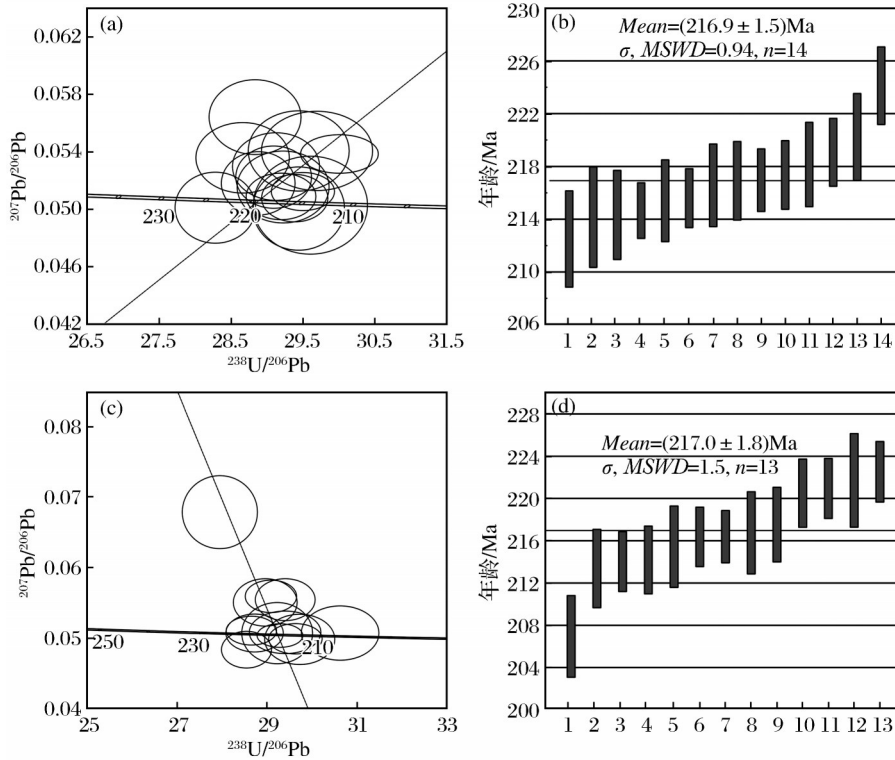 (a)
0.062
0.058
0.054
0.050
0.046
0.042
²⁰⁷Pb/²⁰⁶Pb
230
220
210
26.5 27.5 28.5 29.5 30.5 31.5
²³⁸U/²⁰⁶Pb
(b)
Mean=(216.9±1.5)Ma
σ, MSWD=0.94, n=14
230
226
222
218
214
210
206
年龄/Ma
1 2 3 4 5 6 7 8 9 10 11 12 13 14
(c)
0.08
0.07
0.06
0.05
0.04
²⁰⁷Pb/²⁰⁶Pb
250
230
210
25 27 29 31 33
²³⁸U/²⁰⁶Pb
(d)
Mean=(217.0±1.8)Ma
σ, MSWD=1.5, n=13
228
224
220
216
212
208
204
200
年龄/Ma
1 2 3 4 5 6 7 8 9 10 11 12 13